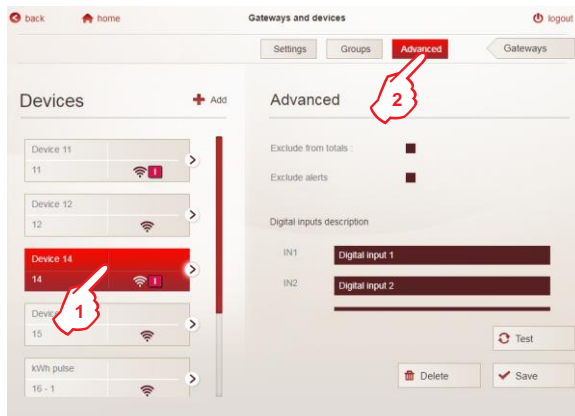 back home Gateways and devices logout
Settings Groups Advanced Gateways
Devices Add
Advanced
2
Device 11
11
Device 12
12
Device 14
14
1
Devic
15
kWh pulse
16 - 1
Exclude from totals :
Exclude alerts
Digital inputs description
IN1 Digital input 1
IN2 Digital input 2
Test
Delete Save